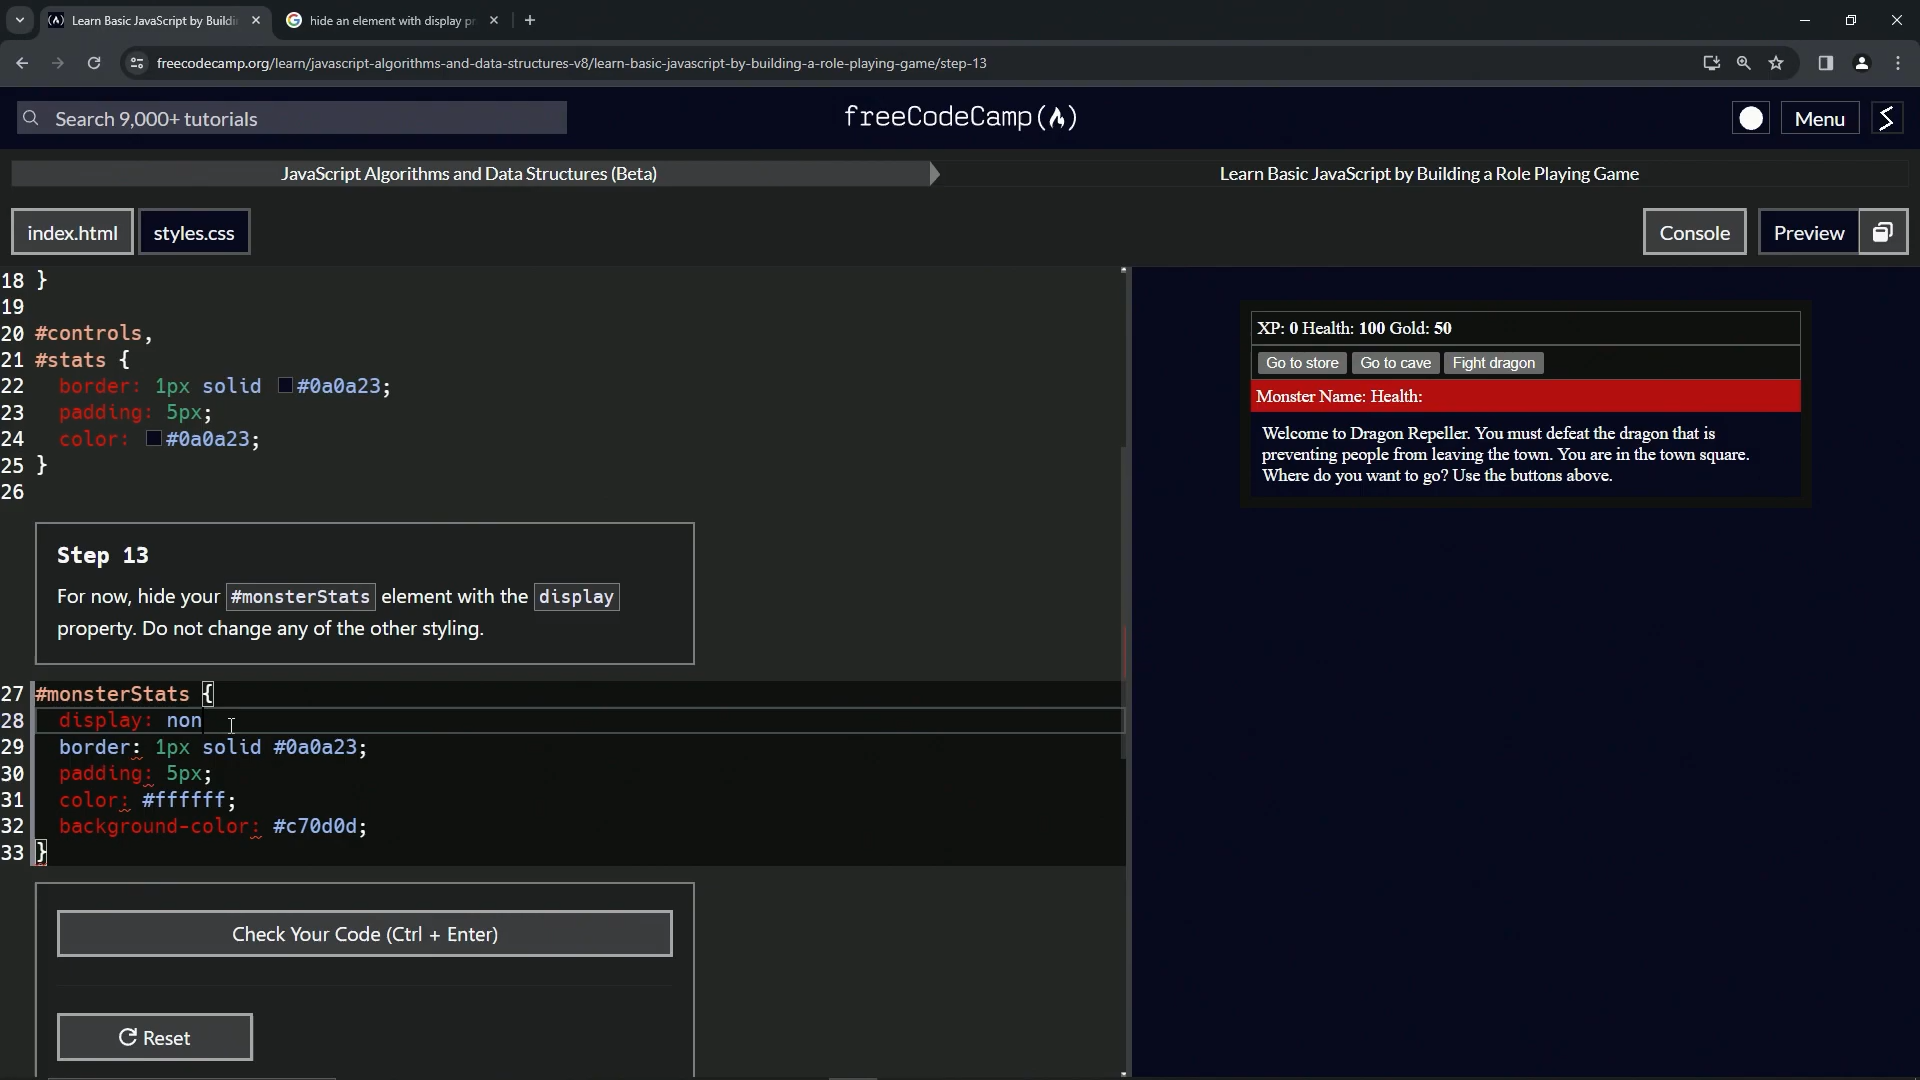 Learn Basic JavaScript by Buildi
hide an element with display pr
freecodecamp.org/learn/javascript-algorithms-and-data-structures-v8/learn-basic-javascript-by-building-a-role-playing-game/step-13
Search 9,000+ tutorials
freeCodeCamp(🔥)
Menu
JavaScript Algorithms and Data Structures (Beta)
Learn Basic JavaScript by Building a Role Playing Game
index.html
styles.css
Console
Preview
18 }
19
20 #controls,
21 #stats {
22 border: 1px solid #0a0a23;
23 padding: 5px;
24 color: #0a0a23;
25 }
26
Step 13
For now, hide your #monsterStats element with the display
property. Do not change any of the other styling.
27 #monsterStats {
28 display: non
29 border: 1px solid #0a0a23;
30 padding: 5px;
31 color: #ffffff;
32 background-color: #c70d0d;
33 }
Check Your Code (Ctrl + Enter)
Reset
XP: 0 Health: 100 Gold: 50
Go to store
Go to cave
Fight dragon
Monster Name: Health:
Welcome to Dragon Repeller. You must defeat the dragon that is
preventing people from leaving the town. You are in the town square.
Where do you want to go? Use the buttons above.